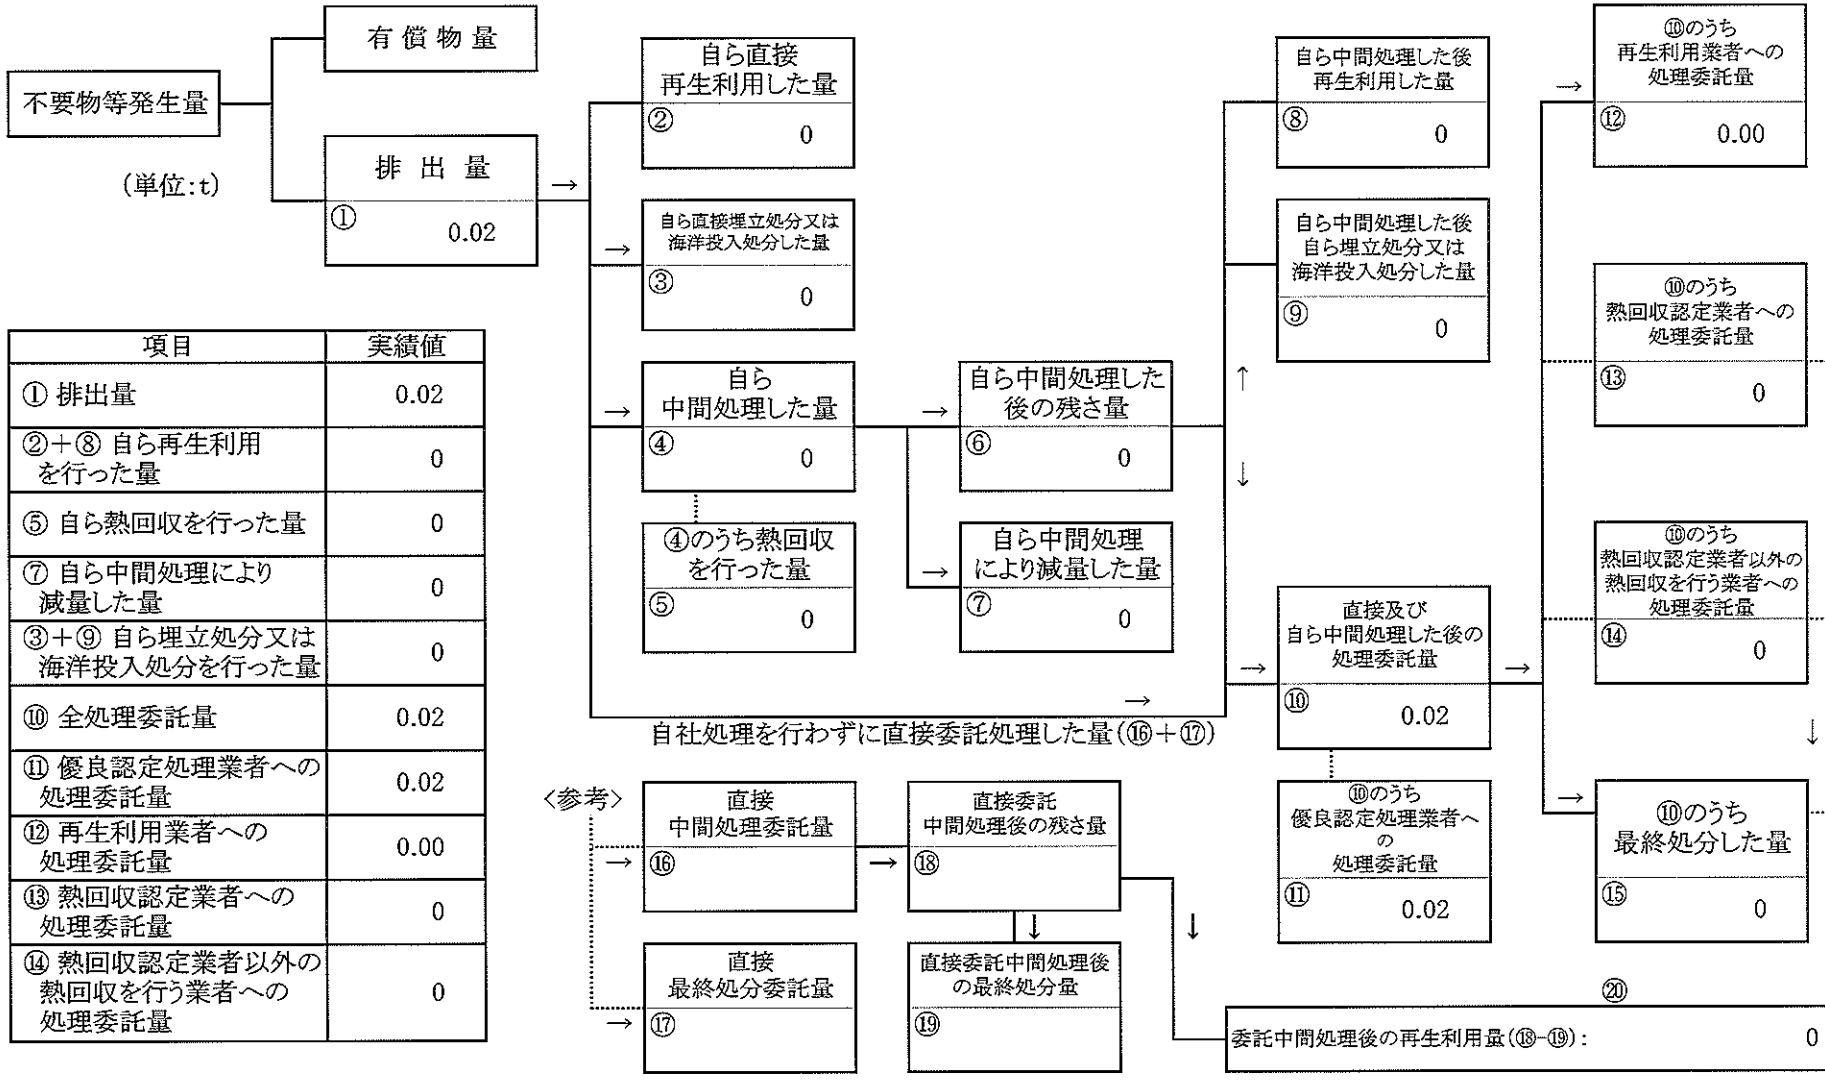 不要物等発生量
(単位:t)
有償物量
排出量
①
0.02
→
自ら直接
再生利用した量
②
0
→
自ら直接埋立処分又は
海洋投入処分した量
③
0
→
自ら
中間処理した量
④
0
④のうち熱回収
を行った量
⑤
0
→
自ら中間処理した
後の残さ量
⑥
0
→
自ら中間処理
により減量した量
⑦
0
→
自社処理を行わずに直接委託処理した量(⑯+⑰)
自ら中間処理した後
再生利用した量
⑧
0
自ら中間処理した後
自ら埋立処分又は
海洋投入処分した量
⑨
0
↑
↓
→
直接及び
自ら中間処理した後の
処理委託量
⑩
0.02
→
⑩のうち
優良認定処理業者へ
の
処理委託量
⑪
0.02
→
⑩のうち
再生利用業者への
処理委託量
⑫
0.00
⑩のうち
熱回収認定業者への
処理委託量
⑬
0
⑩のうち
熱回収認定業者以外の
熱回収を行う業者への
処理委託量
⑭
0
↓
→
⑩のうち
最終処分した量
⑮
0
項目 実績値
① 排出量 0.02
②+⑧ 自ら再生利用
を行った量 0
⑤ 自ら熱回収を行った量 0
⑦ 自ら中間処理により
減量した量 0
③+⑨ 自ら埋立処分又は
海洋投入処分を行った量 0
⑩ 全処理委託量 0.02
⑪ 優良認定処理業者への
処理委託量 0.02
⑫ 再生利用業者への
処理委託量 0.00
⑬ 熱回収認定業者への
処理委託量 0
⑭ 熱回収認定業者以外の
熱回収を行う業者への
処理委託量 0
〈参考〉
→
直接
中間処理委託量
⑯
→
直接委託
中間処理後の残さ量
⑱
↓
↓
→
直接
最終処分委託量
⑰
直接委託中間処理後
の最終処分量
⑲
⑳
委託中間処理後の再生利用量(⑱-⑲): 0